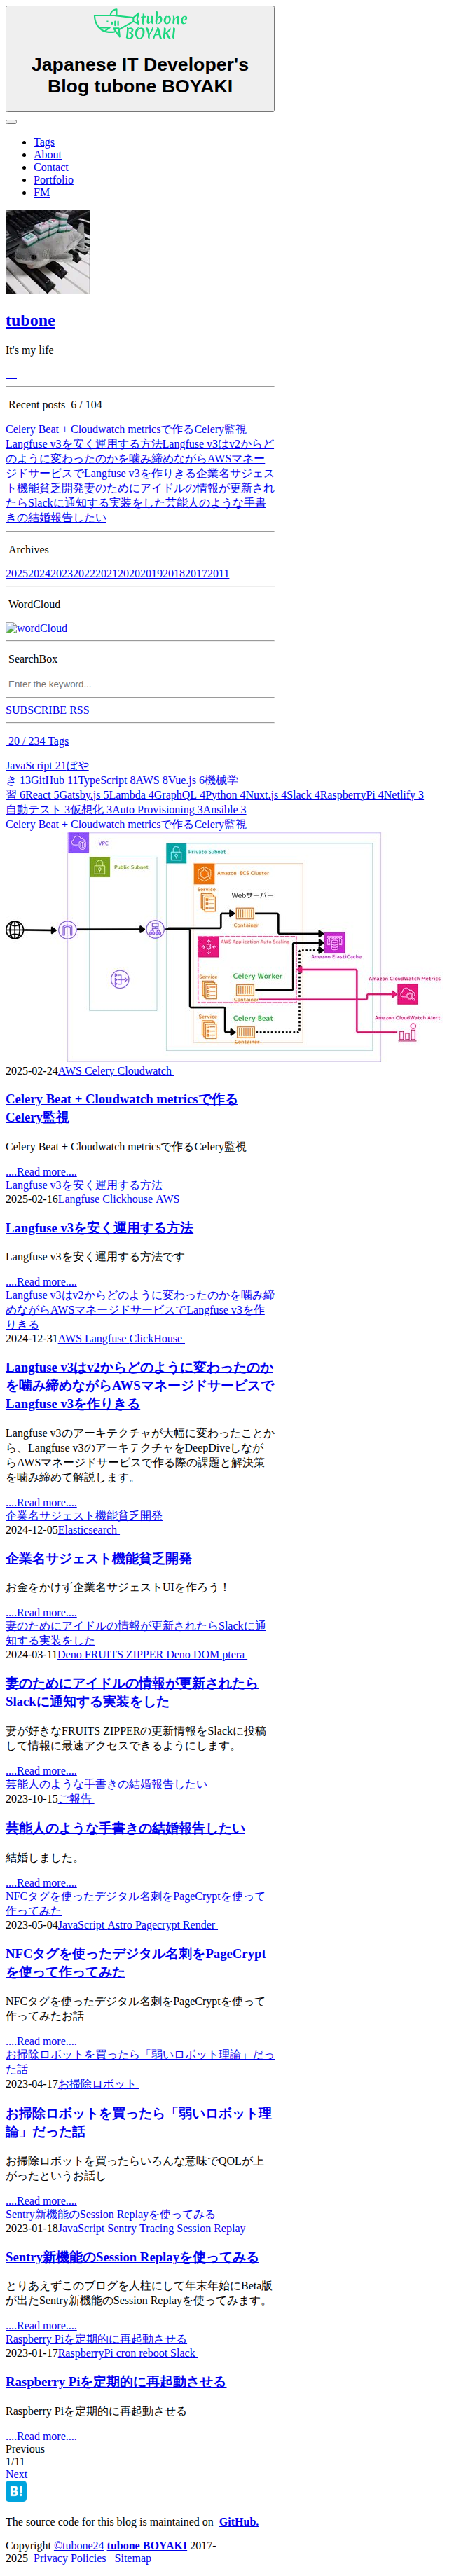 tubone
BOYAKI
Japanese IT Developer's
Blog tubone BOYAKI
Tags
About
Contact
Portfolio
FM
tubone
It's my life
Recent posts 6 / 104
Celery Beat + Cloudwatch metricsで作るCelery監視
Langfuse v3を安く運用する方法Langfuse v3はv2からど
のように変わったのかを噛み締めながらAWSマネー
ジドサービスでLangfuse v3を作りきる企業名サジェス
ト機能貧乏開発妻のためにアイドルの情報が更新され
たらSlackに通知する実装をした芸能人のような手書
きの結婚報告したい
Archives
2025202420232022202120202019201820172011
WordCloud
wordCloud
SearchBox
Enter the keyword...
SUBSCRIBE RSS
20 / 234 Tags
JavaScript 21ぼや
き 13GitHub 11TypeScript 8AWS 8Vue.js 6機械学
習 6React 5Gatsby.js 5Lambda 4GraphQL 4Python 4Nuxt.js 4Slack 4RaspberryPi 4Netlify 3
自動テスト 3仮想化 3Auto Provisioning 3Ansible 3
Celery Beat + Cloudwatch metricsで作るCelery監視
VPC
Public Subnet
Private Subnet
Amazon ECS Cluster
Service
Webサーバー
Container
AWS Application Auto Scaling
Amazon ElastiCache
Service
Celery Worker
Container
Amazon CloudWatch Metrics
Service
Celery Beat
Container
Amazon CloudWatch Alert
2025-02-24AWS Celery Cloudwatch
Celery Beat + Cloudwatch metricsで作る
Celery監視
Celery Beat + Cloudwatch metricsで作るCelery監視
....Read more....
Langfuse v3を安く運用する方法
2025-02-16Langfuse Clickhouse AWS
Langfuse v3を安く運用する方法
Langfuse v3を安く運用する方法です
....Read more....
Langfuse v3はv2からどのように変わったのかを噛み締
めながらAWSマネージドサービスでLangfuse v3を作
りきる
2024-12-31AWS Langfuse ClickHouse
Langfuse v3はv2からどのように変わったのか
を噛み締めながらAWSマネージドサービスで
Langfuse v3を作りきる
Langfuse v3のアーキテクチャが大幅に変わったことか
ら、Langfuse v3のアーキテクチャをDeepDiveしなが
らAWSマネージドサービスで作る際の課題と解決策
を噛み締めて解説します。
....Read more....
企業名サジェスト機能貧乏開発
2024-12-05Elasticsearch
企業名サジェスト機能貧乏開発
お金をかけず企業名サジェストUIを作ろう！
....Read more....
妻のためにアイドルの情報が更新されたらSlackに通
知する実装をした
2024-03-11Deno FRUITS ZIPPER Deno DOM ptera
妻のためにアイドルの情報が更新されたら
Slackに通知する実装をした
妻が好きなFRUITS ZIPPERの更新情報をSlackに投稿
して情報に最速アクセスできるようにします。
....Read more....
芸能人のような手書きの結婚報告したい
2023-10-15ご報告
芸能人のような手書きの結婚報告したい
結婚しました。
....Read more....
NFCタグを使ったデジタル名刺をPageCryptを使って
作ってみた
2023-05-04JavaScript Astro Pagecrypt Render
NFCタグを使ったデジタル名刺をPageCrypt
を使って作ってみた
NFCタグを使ったデジタル名刺をPageCryptを使って
作ってみたお話
....Read more....
お掃除ロボットを買ったら「弱いロボット理論」だっ
た話
2023-04-17お掃除ロボット
お掃除ロボットを買ったら「弱いロボット理
論」だった話
お掃除ロボットを買ったらいろんな意味でQOLが上
がったというお話し
....Read more....
Sentry新機能のSession Replayを使ってみる
2023-01-18JavaScript Sentry Tracing Session Replay
Sentry新機能のSession Replayを使ってみる
とりあえずこのブログを人柱にして年末年始にBeta版
が出たSentry新機能のSession Replayを使ってみます。
....Read more....
Raspberry Piを定期的に再起動させる
2023-01-17RaspberryPi cron reboot Slack
Raspberry Piを定期的に再起動させる
Raspberry Piを定期的に再起動させる
....Read more....
Previous
1/11
Next
B!
The source code for this blog is maintained on GitHub.
Copyright ©tubone24 tubone BOYAKI 2017-
2025 Privacy Policies Sitemap